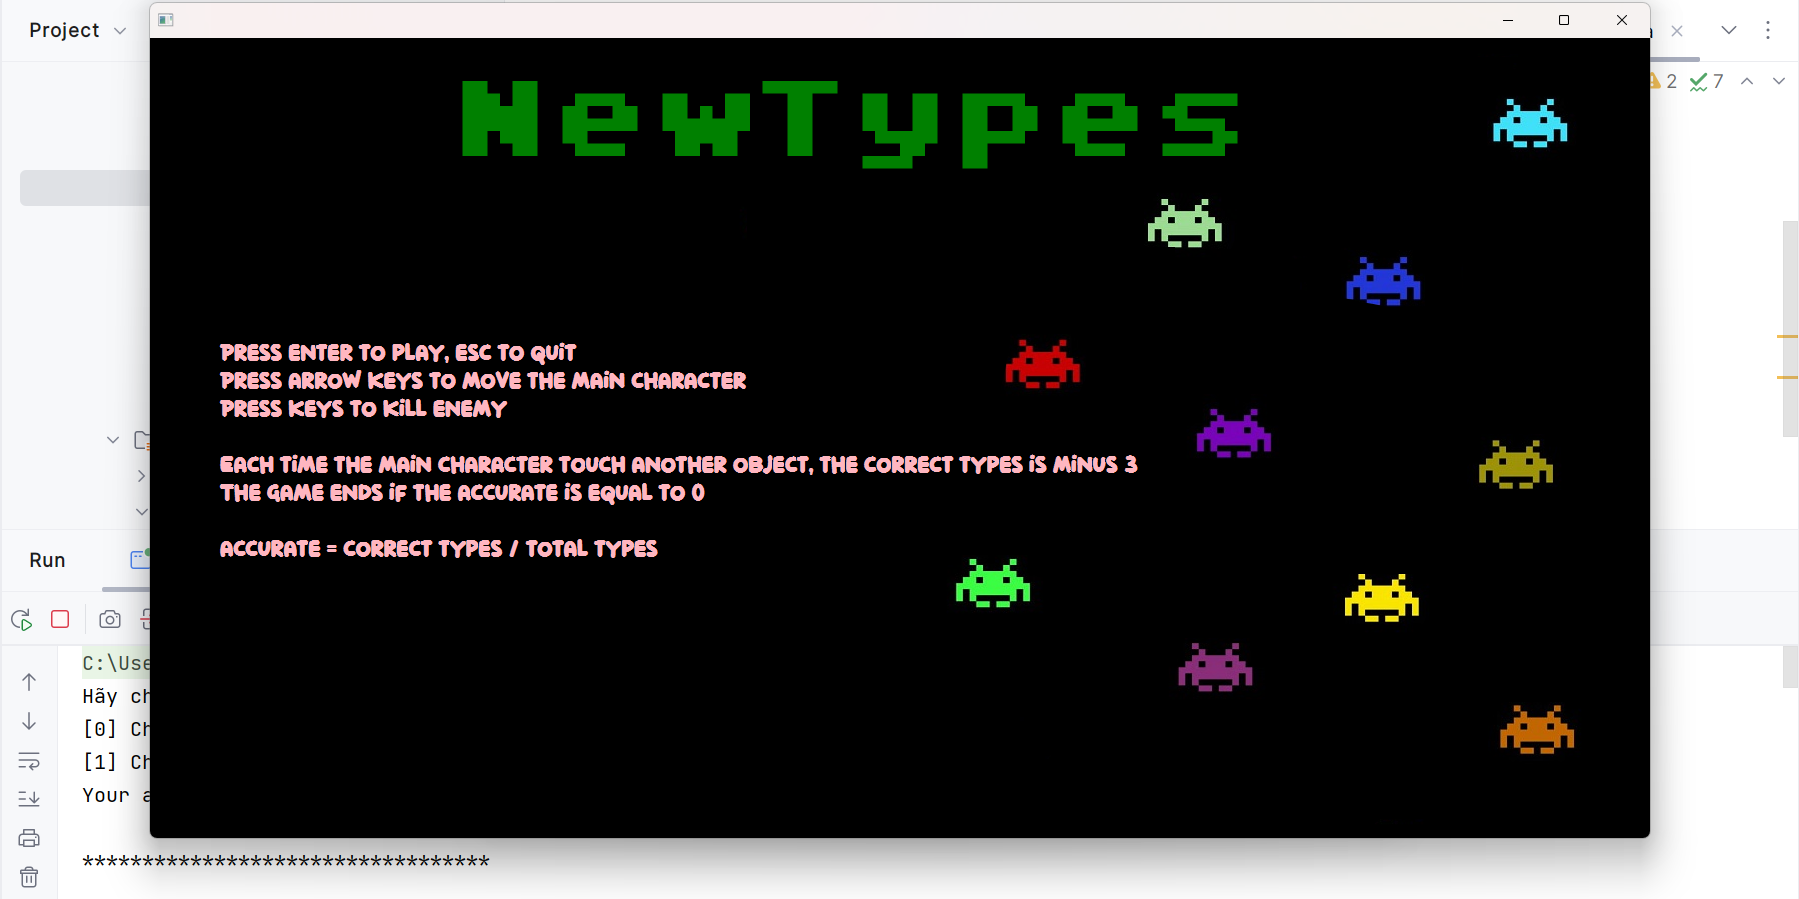 Project
2 7
NewTypes
PRESS ENTER TO PLAY, ESC TO QUIT
PRESS ARROW KEYS TO MOVE THE MAIN CHARACTER
PRESS KEYS TO KILL ENEMY
EACH TIME THE MAIN CHARACTER TOUCH ANOTHER OBJECT, THE CORRECT TYPES IS MINUS 3
THE GAME ENDS IF THE ACCURATE IS EQUAL TO 0
ACCURATE = CORRECT TYPES / TOTAL TYPES
Run
C:\Use
Hãy ch
[0] Ch
[1] Ch
Your a
**********************************